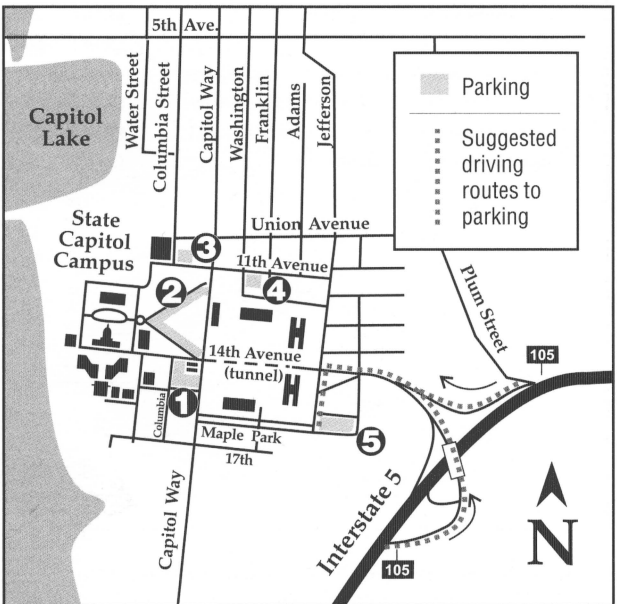 5th Ave.
Water Street
Columbia Street
Capitol Way
Washington
Franklin
Adams
Jefferson
Parking
Suggested
driving
routes to
parking
Capitol
Lake
State
Capitol
Campus
Union Avenue
3
11th Avenue
2
4
Plum Street
14th Avenue
(tunnel)
105
1
Columbia
5
Maple Park
17th
Capitol Way
Interstate 5
105
N